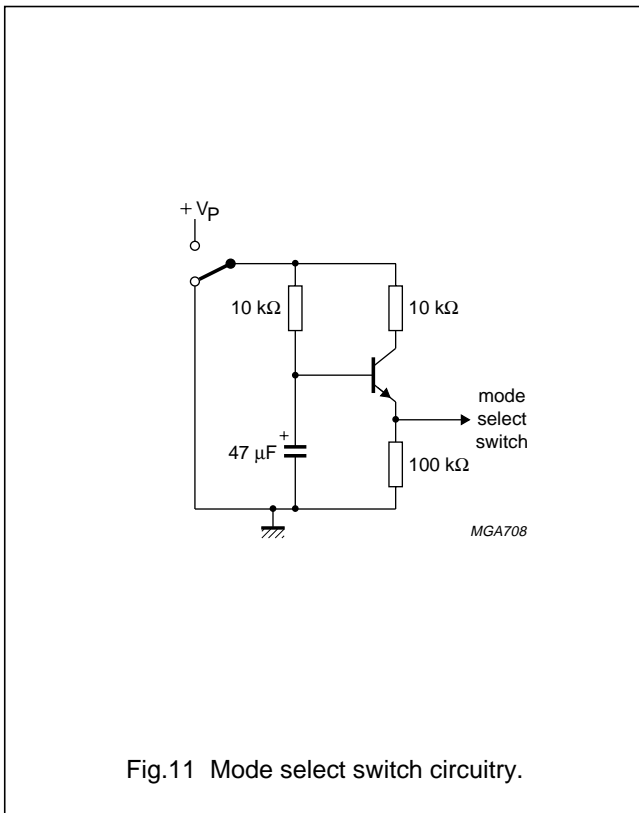 + VP
10 kΩ
10 kΩ
mode
select
switch
+
47 μF
100 kΩ
MGA708
Fig.11 Mode select switch circuitry.